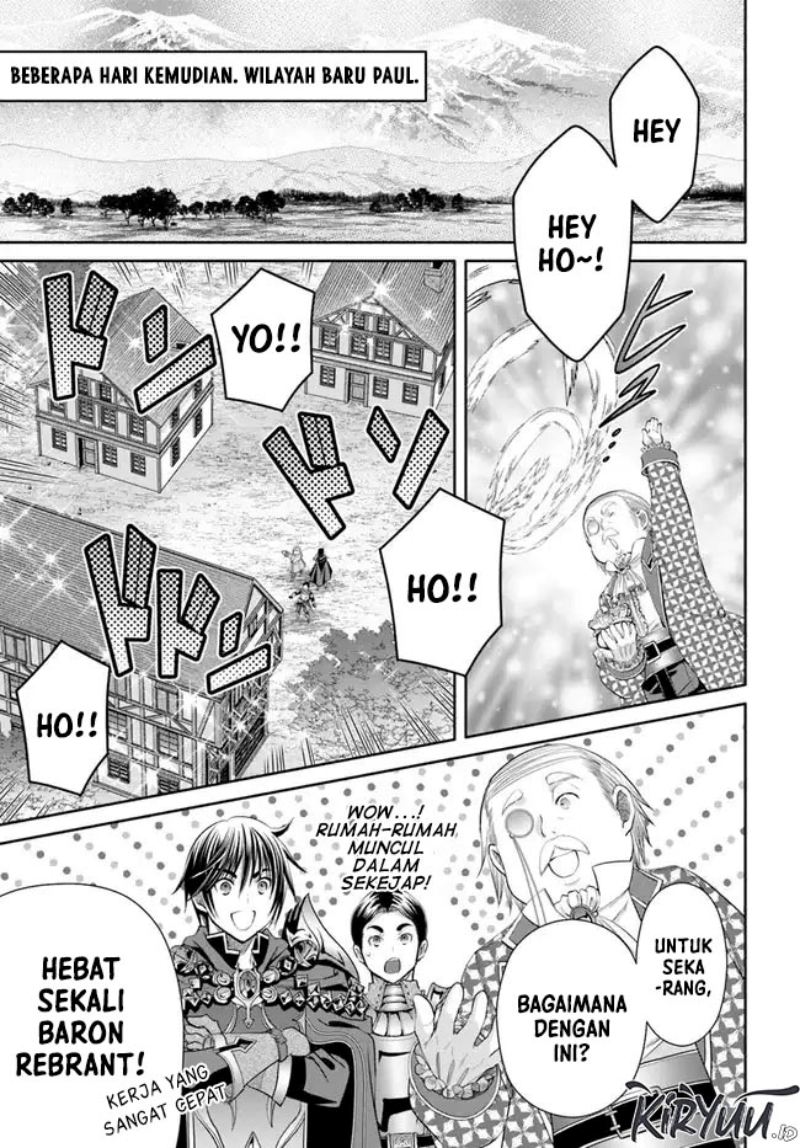 BEBERAPA HARI KEMUDIAN. WILAYAH BARU PAUL.
HEY
HEY
HO~!
ドン
ドン
YO!!
ドドン
HO!!
HO!!
UNTUK
SEKA
-RANG,
BAGAIMANA
DENGAN
INI?
WOW...!
RUMAH-RUMAH
MUNCUL
DALAM
SEKEJAP!
HEBAT
SEKALI
BARON
REBRANT!
KERJA YANG
SANGAT CEPAT
KIRYUU.ID